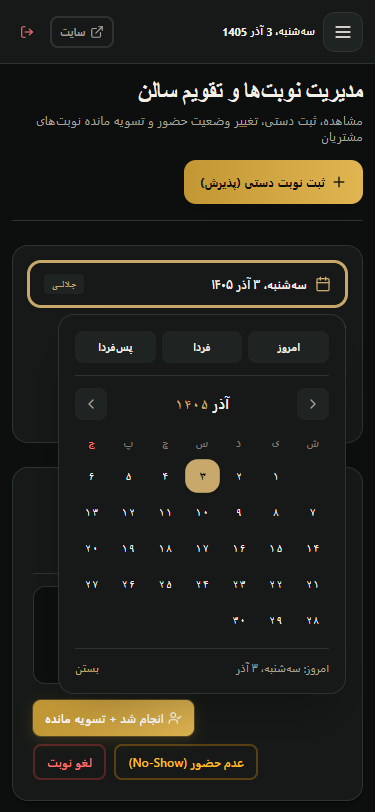 سه‌شنبه، 3 آذر 1405
سایت
مدیریت نوبت‌ها و تقویم سالن
مشاهده، ثبت دستی، تغییر وضعیت حضور و تسویه مانده نوبت‌های
مشتریان
ثبت نوبت دستی (پذیرش)
سه‌شنبه، ۳ آذر ۱۴۰۵
جلالی
امروز فردا پس‌فردا
آذر ۱۴۰۵
ش ی د س چ پ ج
۱ ۲ ۳ ۴ ۵ ۶
۷ ۸ ۹ ۱۰ ۱۱ ۱۲ ۱۳
۱۴ ۱۵ ۱۶ ۱۷ ۱۸ ۱۹ ۲۰
۲۱ ۲۲ ۲۳ ۲۴ ۲۵ ۲۶ ۲۷
۲۸ ۲۹ ۳۰
امروز: سه‌شنبه، ۳ آذر
بستن
انجام شد + تسویه مانده
عدم حضور (No-Show)
لغو نوبت